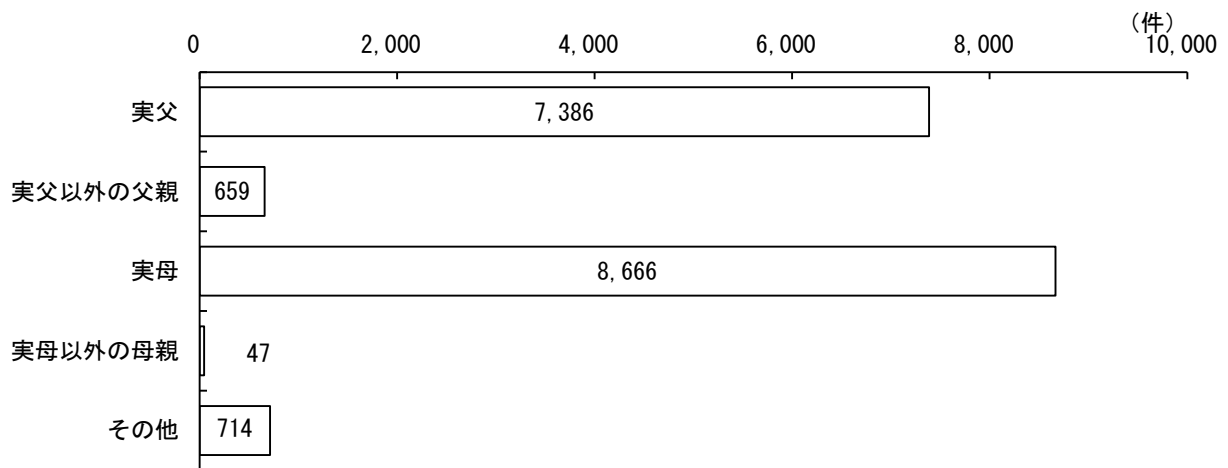 （件）
0 2,000 4,000 6,000 8,000 10,000
実父 7,386
実父以外の父親 659
実母 8,666
実母以外の母親 47
その他 714